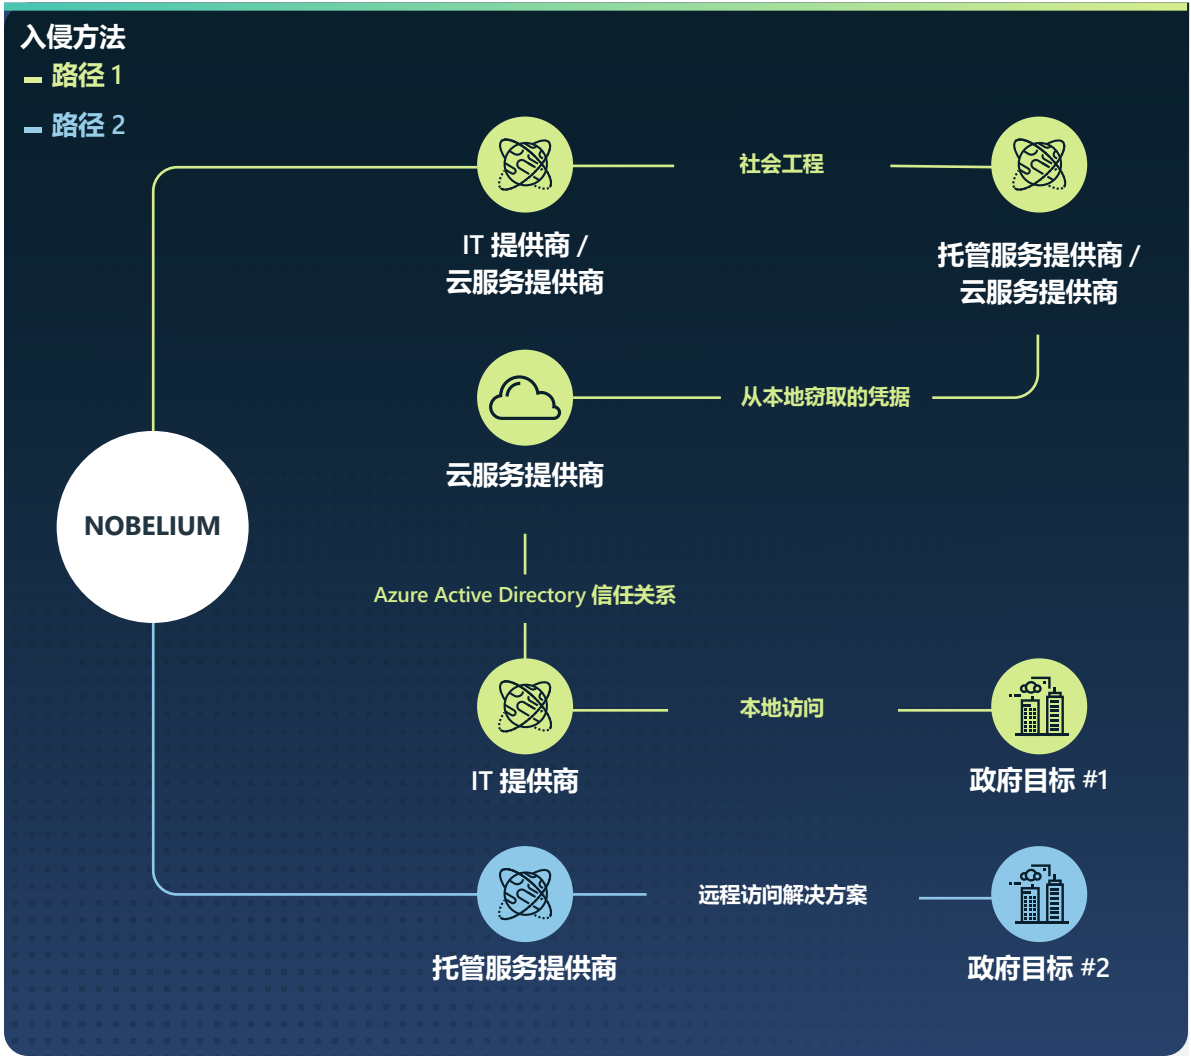 入侵方法
路径 1
路径 2
社会工程
IT 提供商 /
云服务提供商
托管服务提供商 /
云服务提供商
从本地窃取的凭据
云服务提供商
NOBELIUM
Azure Active Directory 信任关系
本地访问
IT 提供商
政府目标 #1
远程访问解决方案
托管服务提供商
政府目标 #2